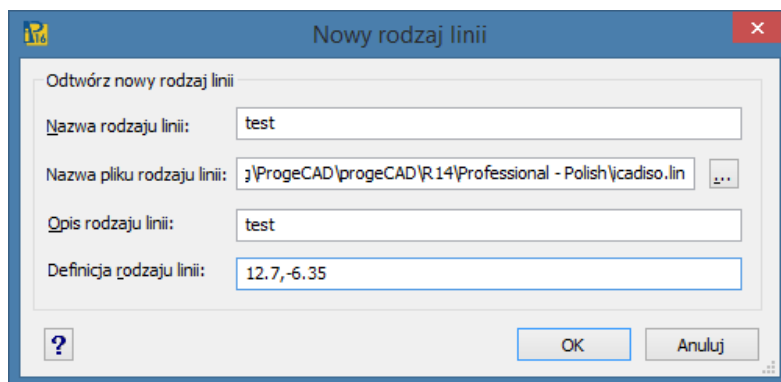 Nowy rodzaj linii
Odtwórz nowy rodzaj linii
Nazwa rodzaju linii: test
Nazwa pliku rodzaju linii: g\ProgeCAD\progeCAD\R14\Professional - Polish\icadiso.lin ...
Opis rodzaju linii: test
Definicja rodzaju linii: 12.7,-6.35
? OK Anuluj